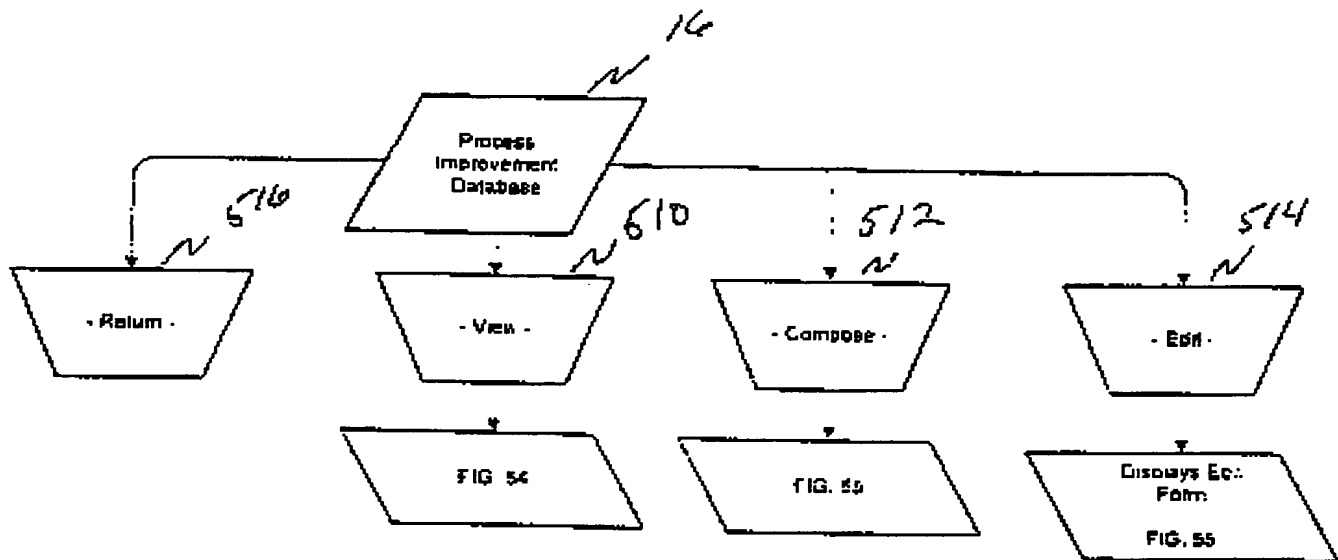 16
Process
Improvement
Database
516
510
512
514
- Return -
- View -
- Compose -
- Edit -
FIG. 54
FIG. 55
Displays Edit
Form
FIG. 55